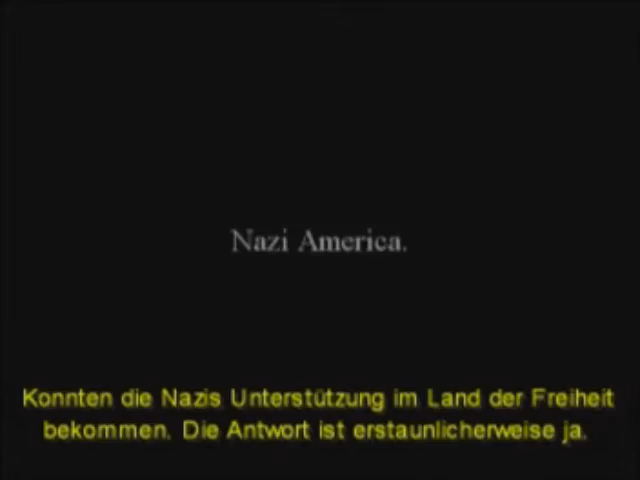 Nazi America.
Konnten die Nazis Unterstützung im Land der Freiheit
bekommen. Die Antwort ist erstaunlicherweise ja.